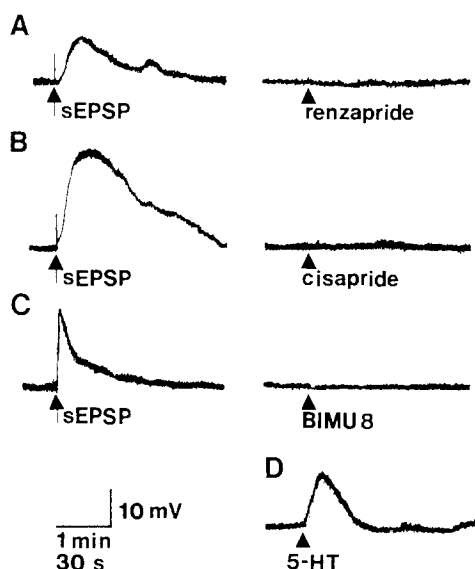 A
sEPSP
renzapride
B
sEPSP
cisapride
C
sEPSP
BIMU 8
D
10 mV
1 min
30 s
5-HT